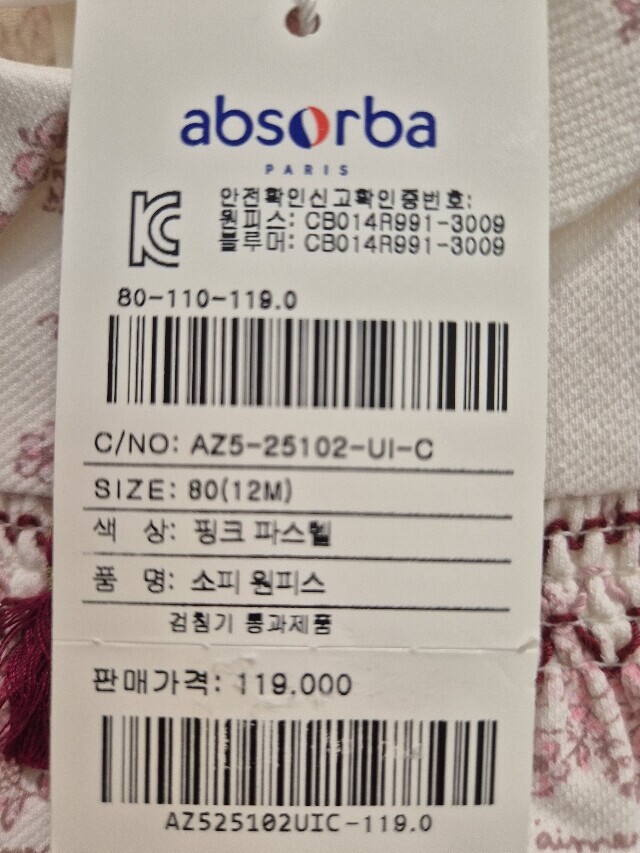 absorba
PARIS
안전확인신고확인증번호:
원피스: CB014R991-3009
블루머: CB014R991-3009
80-110-119.0
C/NO: AZ5-25102-UI-C
SIZE: 80(12M)
색 상: 핑크 파스텔
품 명: 소피 원피스
검침기 통과제품
판매가격: 119.000
AZ525102UIC-119.0